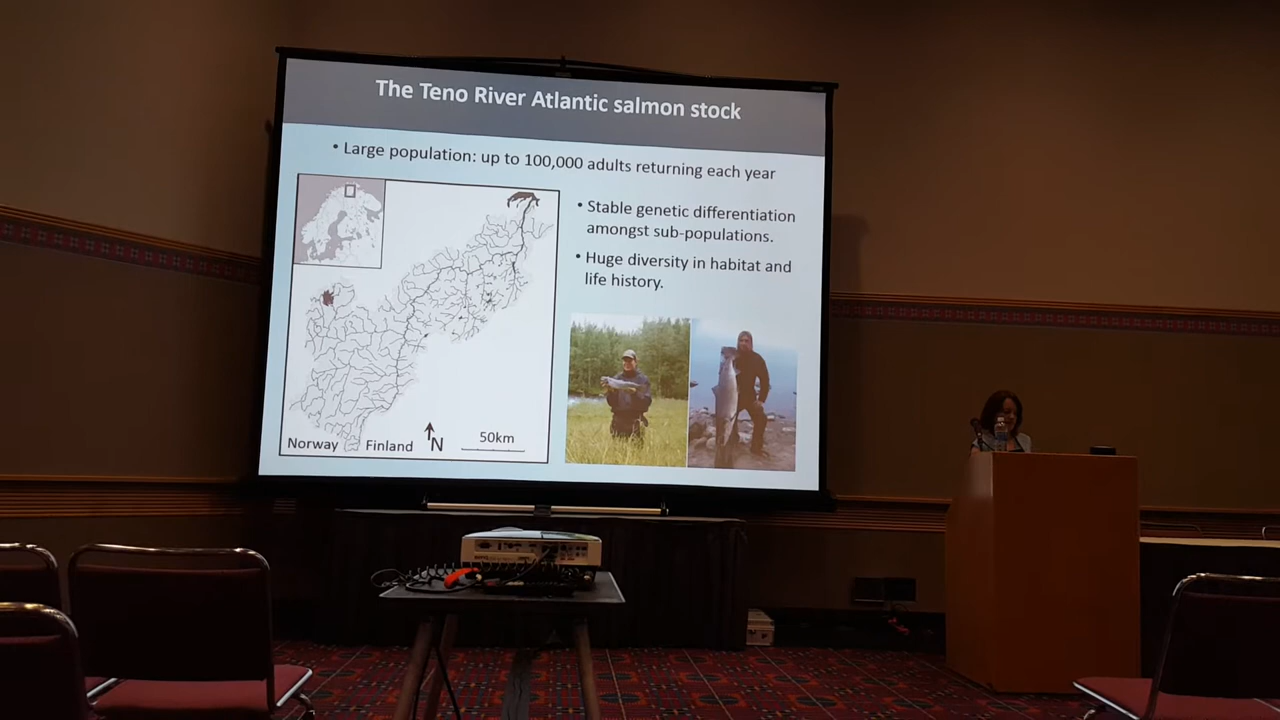 The Teno River Atlantic salmon stock
• Large population: up to 100,000 adults returning each year
• Stable genetic differentiation
amongst sub-populations.
• Huge diversity in habitat and
life history.
Norway Finland N 50km